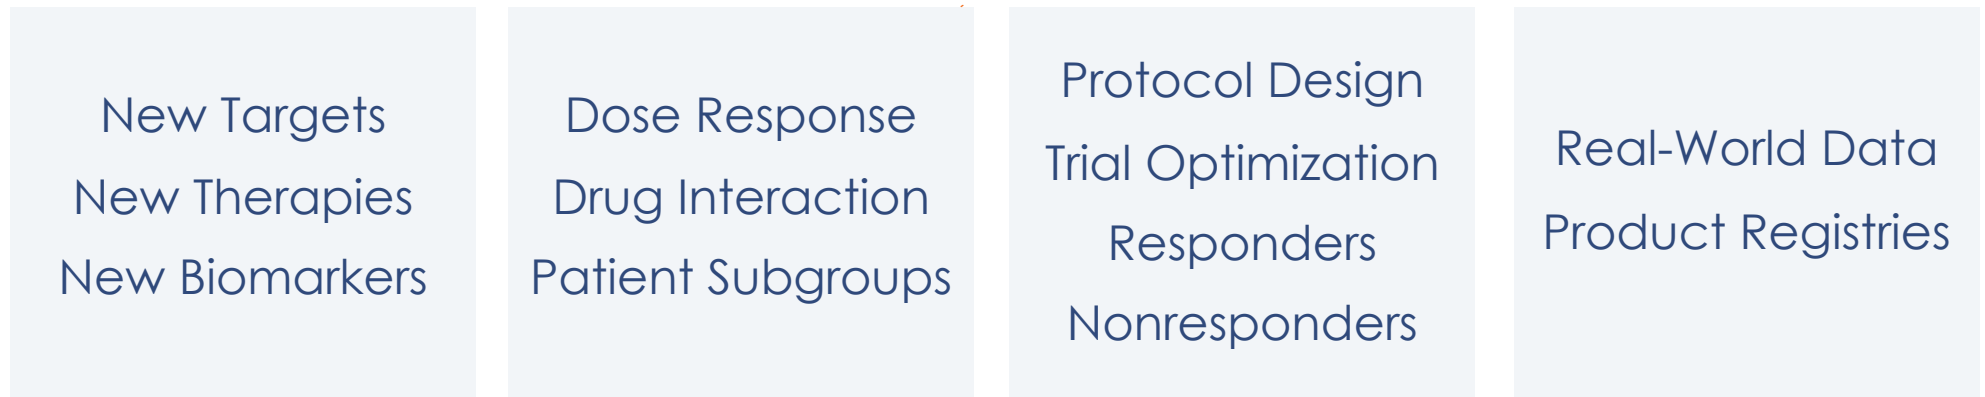 New Targets
New Therapies
New Biomarkers
Dose Response
Drug Interaction
Patient Subgroups
Protocol Design
Trial Optimization
Responders
Nonresponders
Real-World Data
Product Registries